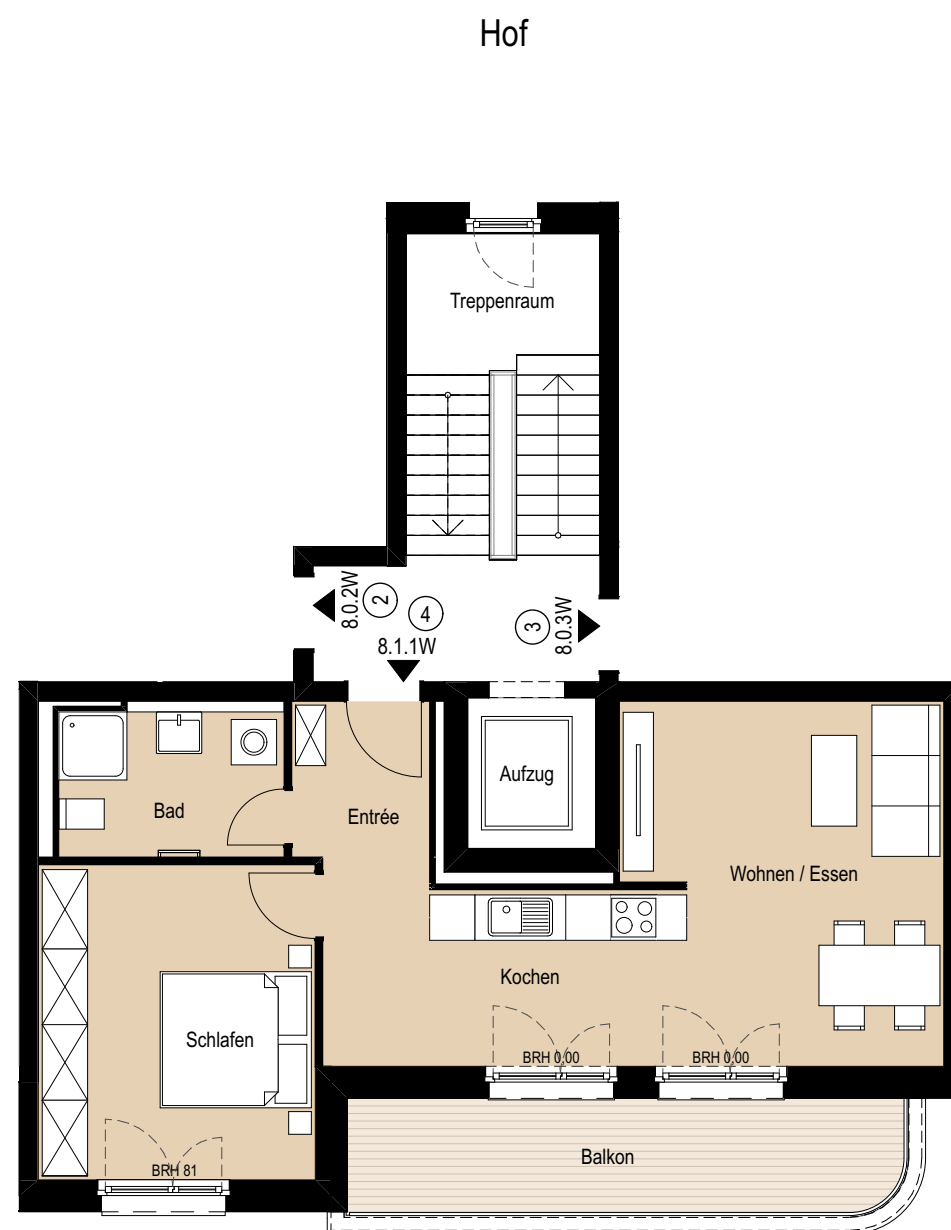 Hof
Treppenraum
8.0.2W
2
4
8.1.1W
3
8.0.3W
Aufzug
Bad
Entrée
Wohnen / Essen
Kochen
Schlafen
BRH 0,00
BRH 0,00
Balkon
BRH 81